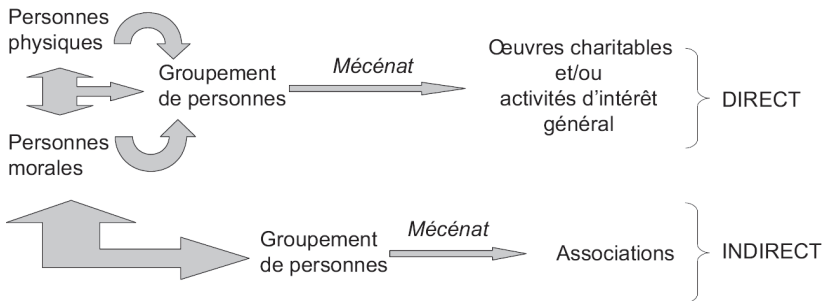 Personnes
physiques
Groupement
de personnes
Mécénat
Œuvres charitables
et/ou
activités d’intérêt
général
DIRECT
Personnes
morales
Groupement
de personnes
Mécénat
Associations
INDIRECT